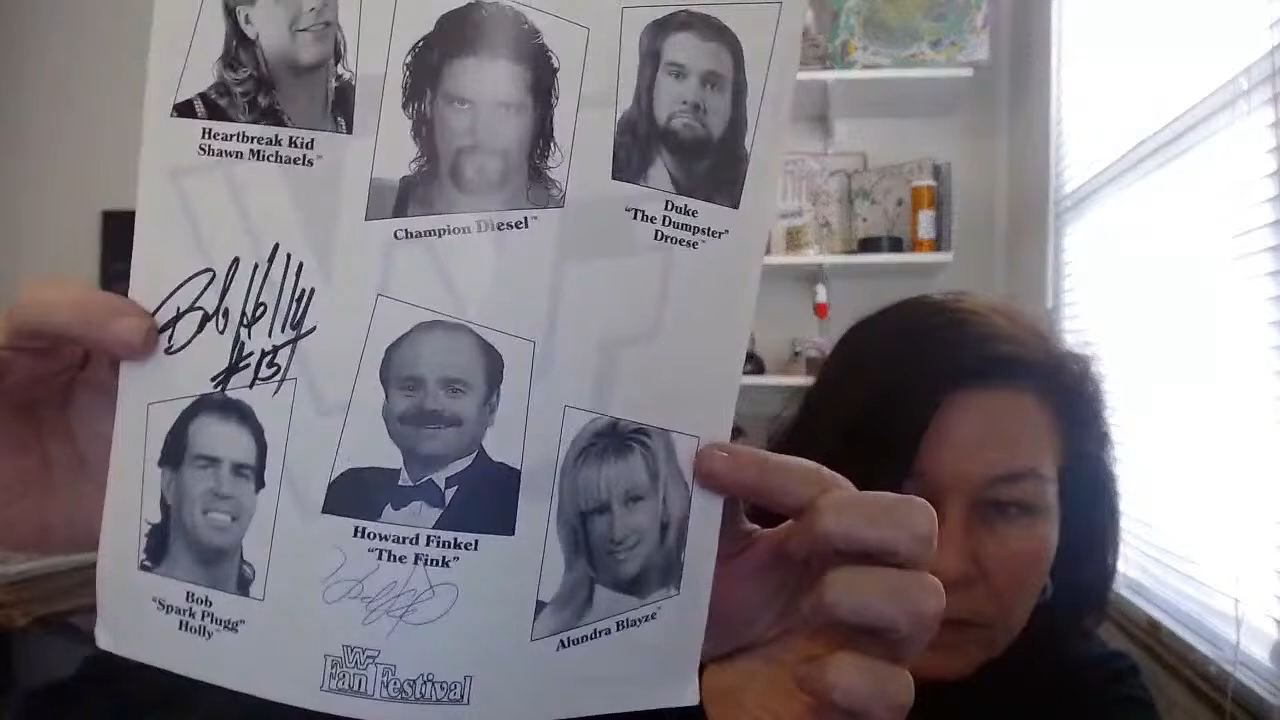 Heartbreak Kid
Shawn Michaels™
Champion Diesel™
Duke
"The Dumpster"
Droese™
Bob Holly
#15
Howard Finkel
"The Fink"
Bob
"Spark Plugg"
Holly™
Alundra Blayze™
WF
Fan Festival